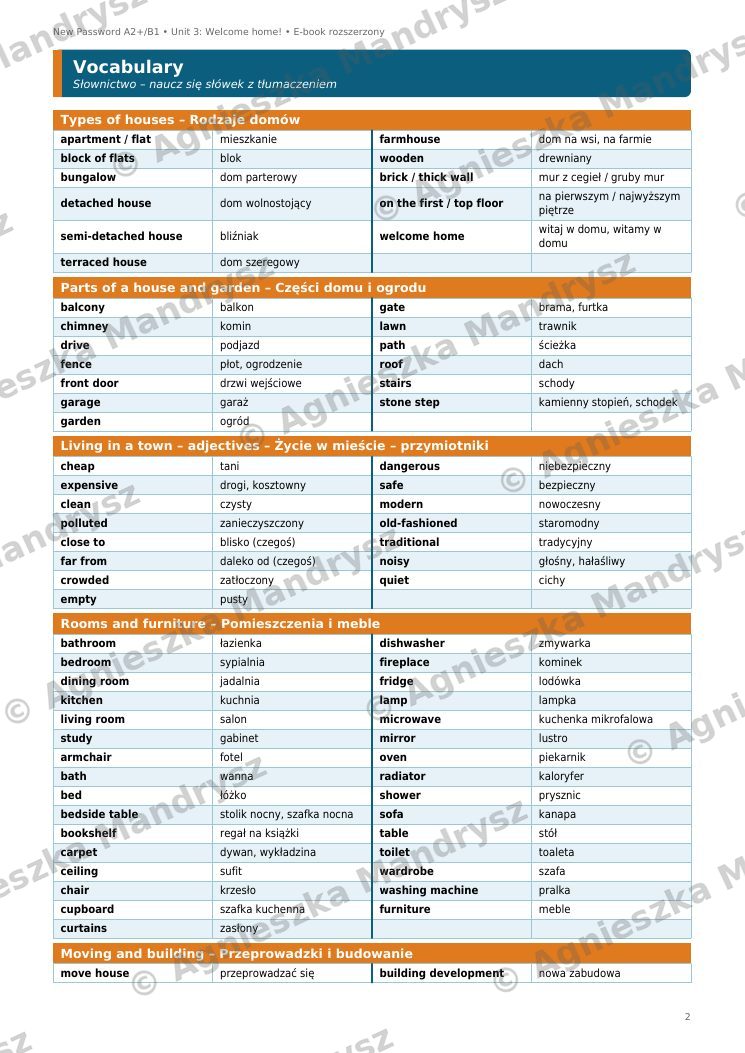 New Password A2+/B1 • Unit 3: Welcome home! • E-book rozszerzony
Vocabulary
Słownictwo – naucz się słówek z tłumaczeniem
Types of houses – Rodzaje domów
apartment / flat mieszkanie farmhouse dom na wsi, na farmie
block of flats blok wooden drewniany
bungalow dom parterowy brick / thick wall mur z cegieł / gruby mur
detached house dom wolnostojący on the first / top floor na pierwszym / najwyższym
piętrze
semi-detached house bliźniak welcome home witaj w domu, witamy w
domu
terraced house dom szeregowy
Parts of a house and garden – Części domu i ogrodu
balcony balkon gate brama, furtka
chimney komin lawn trawnik
drive podjazd path ścieżka
fence płot, ogrodzenie roof dach
front door drzwi wejściowe stairs schody
garage garaż stone step kamienny stopień, schodek
garden ogród
Living in a town – adjectives – Życie w mieście – przymiotniki
cheap tani dangerous niebezpieczny
expensive drogi, kosztowny safe bezpieczny
clean czysty modern nowoczesny
polluted zanieczyszczony old-fashioned staromodny
close to blisko (czegoś) traditional tradycyjny
far from daleko od (czegoś) noisy głośny, hałaśliwy
crowded zatłoczony quiet cichy
empty pusty
Rooms and furniture – Pomieszczenia i meble
bathroom łazienka dishwasher zmywarka
bedroom sypialnia fireplace kominek
dining room jadalnia fridge lodówka
kitchen kuchnia lamp lampka
living room salon microwave kuchenka mikrofalowa
study gabinet mirror lustro
armchair fotel oven piekarnik
bath wanna radiator kaloryfer
bed łóżko shower prysznic
bedside table stolik nocny, szafka nocna sofa kanapa
bookshelf regał na książki table stół
carpet dywan, wykładzina toilet toaleta
ceiling sufit wardrobe szafa
chair krzesło washing machine pralka
cupboard szafka kuchenna furniture meble
curtains zasłony
Moving and building – Przeprowadzki i budowanie
move house przeprowadzać się building development nowa zabudowa
2
© Agnieszka Mandrysz